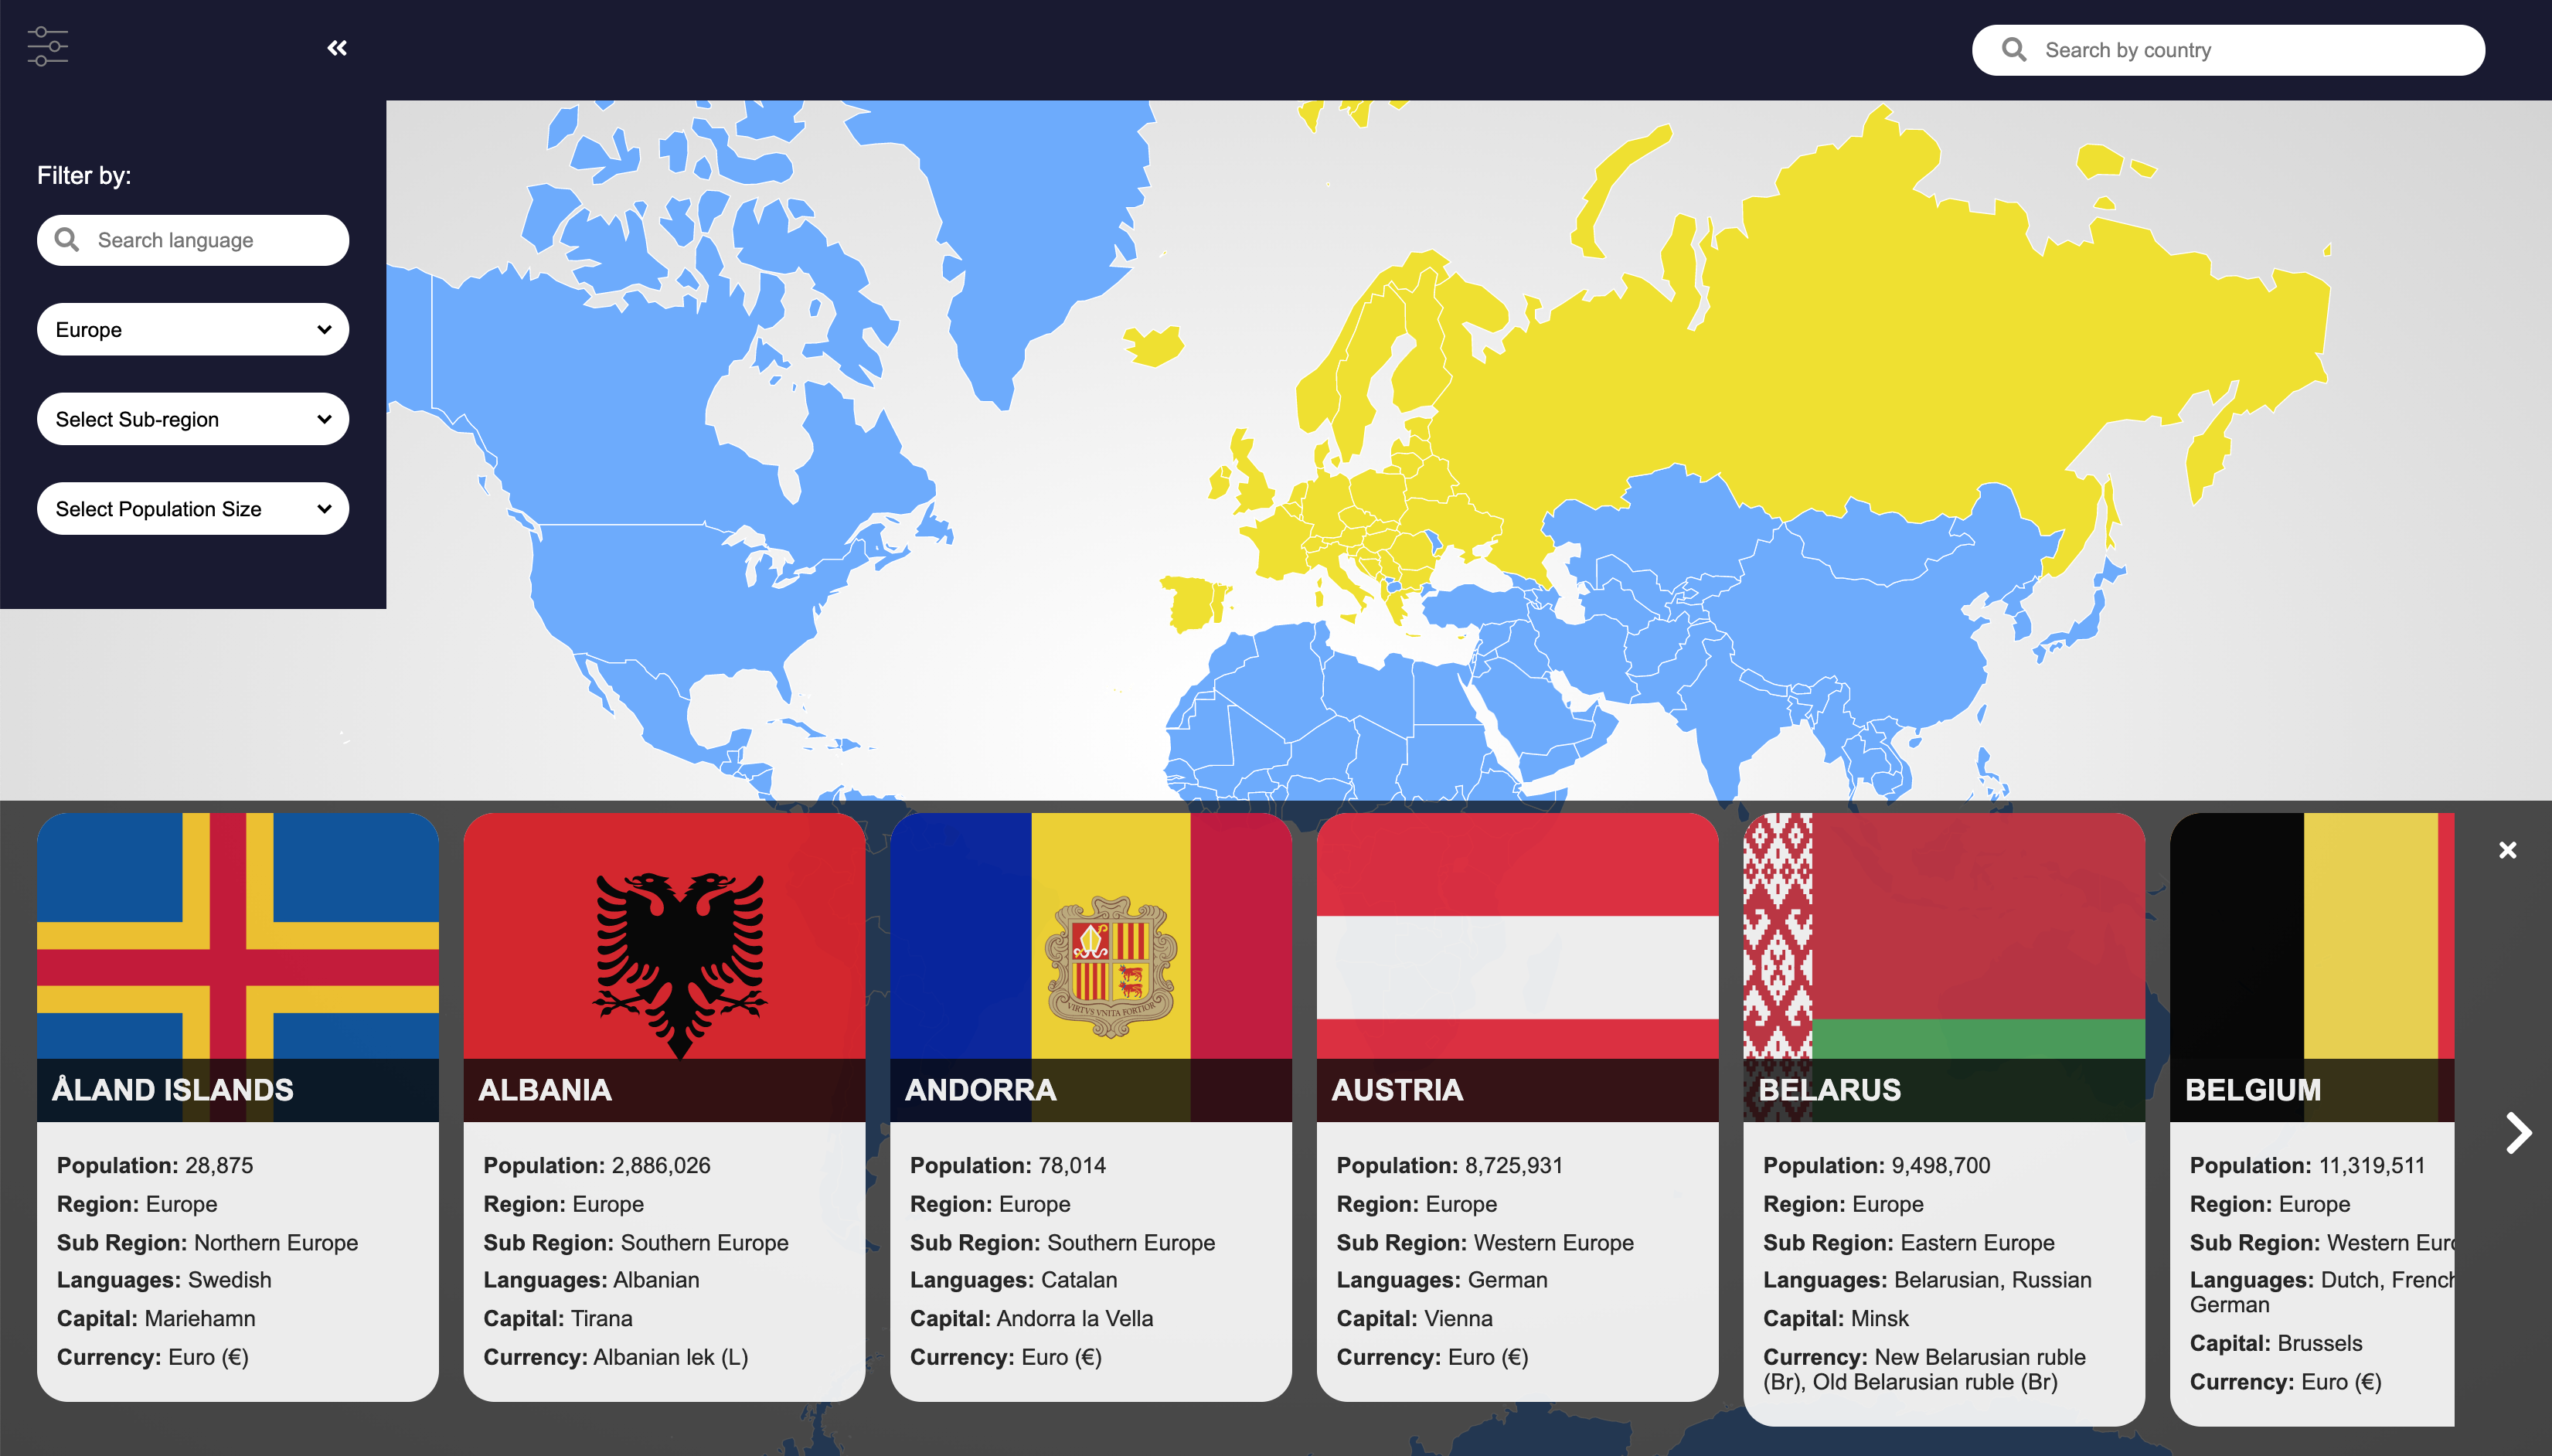 Search by country
Filter by:
Search language
Europe
Select Sub-region
Select Population Size
VIRTVS VNITA FORTIOR
ÅLAND ISLANDS
Population: 28,875
Region: Europe
Sub Region: Northern Europe
Languages: Swedish
Capital: Mariehamn
Currency: Euro (€)
ALBANIA
Population: 2,886,026
Region: Europe
Sub Region: Southern Europe
Languages: Albanian
Capital: Tirana
Currency: Albanian lek (L)
ANDORRA
Population: 78,014
Region: Europe
Sub Region: Southern Europe
Languages: Catalan
Capital: Andorra la Vella
Currency: Euro (€)
AUSTRIA
Population: 8,725,931
Region: Europe
Sub Region: Western Europe
Languages: German
Capital: Vienna
Currency: Euro (€)
BELARUS
Population: 9,498,700
Region: Europe
Sub Region: Eastern Europe
Languages: Belarusian, Russian
Capital: Minsk
Currency: New Belarusian ruble
(Br), Old Belarusian ruble (Br)
BELGIUM
Population: 11,319,511
Region: Europe
Sub Region: Western
Languages: Dutch, French
German
Capital: Brussels
Currency: Euro (€)